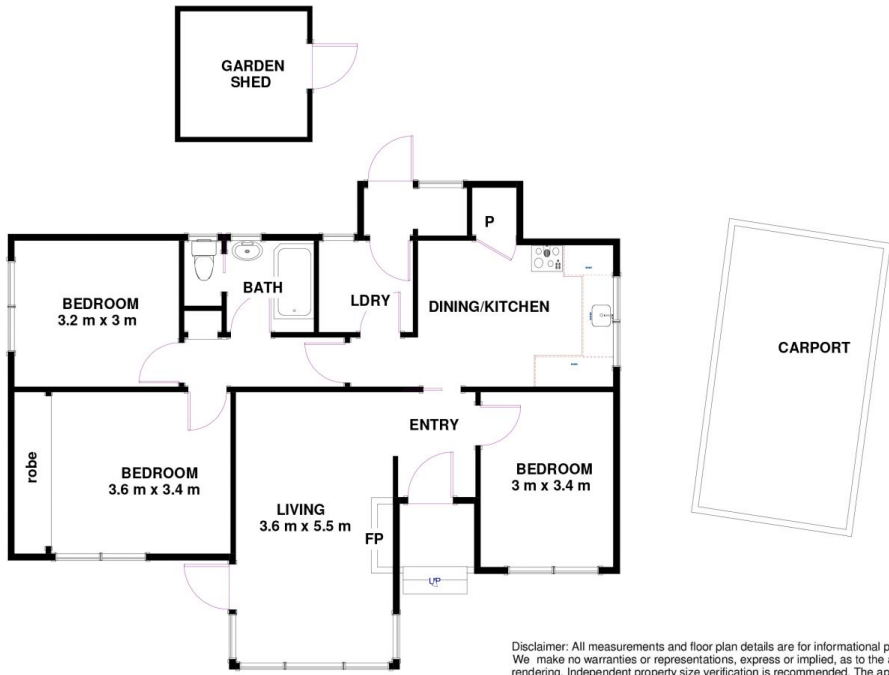 GARDEN
SHED
P
BATH
LDRY
DINING/KITCHEN
BEDROOM
3.2 m x 3 m
CARPORT
ENTRY
robe
BEDROOM
3.6 m x 3.4 m
LIVING
3.6 m x 5.5 m
FP
BEDROOM
3 m x 3.4 m
UP
Disclaimer: All measurements and floor plan details are for informational p
We make no warranties or representations, express or implied, as to the a
rendering. Independent property size verification is recommended. The ap